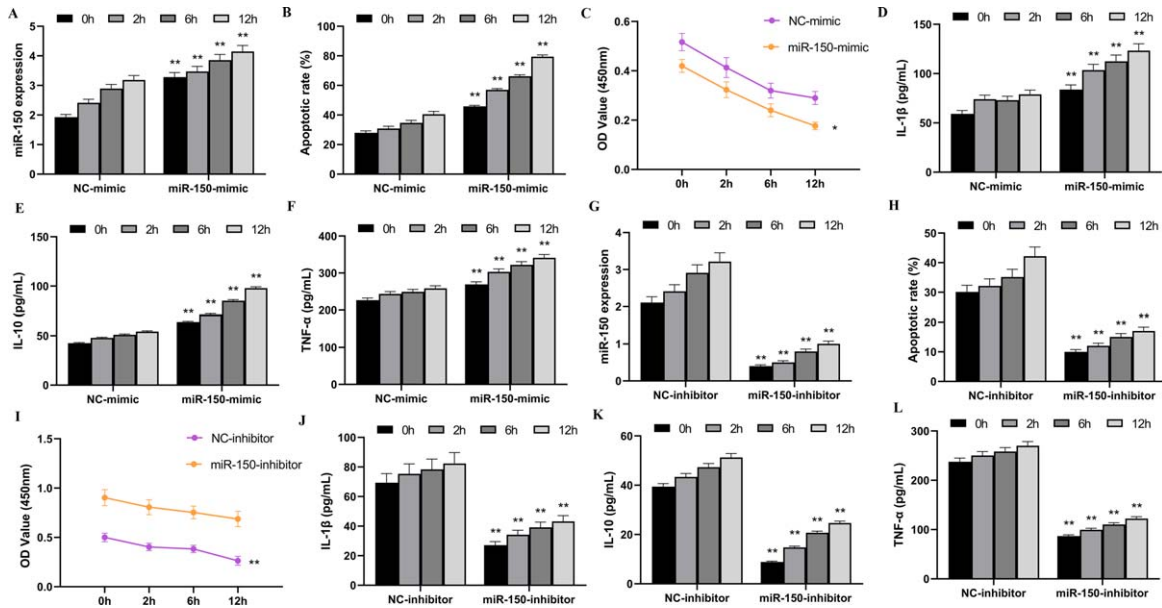 A
0h 2h 6h 12h
miR-150 expression
5
4
3
2
1
0
** ** ** **
NC-mimic miR-150-mimic
B
0h 2h 6h 12h
Apoptotic rate (%)
100
80
60
40
20
0
** ** ** **
NC-mimic miR-150-mimic
C
NC-mimic
miR-150-mimic
OD Value (450nm)
0.6
0.4
0.2
0.0
*
0h 2h 6h 12h
D
0h 2h 6h 12h
IL-1β (pg/mL)
150
100
50
0
** ** ** **
NC-mimic miR-150-mimic
E
0h 2h 6h 12h
IL-10 (pg/mL)
150
100
50
0
** ** ** **
NC-mimic miR-150-mimic
F
0h 2h 6h 12h
TNF-α (pg/mL)
400
300
200
100
0
** ** ** **
NC-mimic miR-150-mimic
G
0h 2h 6h 12h
miR-150 expression
4
3
2
1
0
** ** ** **
NC-inhibitor miR-150-inhibitor
H
0h 2h 6h 12h
Apoptotic rate (%)
50
40
30
20
10
0
** ** ** **
NC-inhibitor miR-150-inhibitor
I
NC-inhibitor
miR-150-inhibitor
OD Value (450nm)
1.5
1.0
0.5
0.0
**
0h 2h 6h 12h
J
0h 2h 6h 12h
IL-1β (pg/mL)
100
80
60
40
20
0
** ** ** **
NC-inhibitor miR-150-inhibitor
K
0h 2h 6h 12h
IL-10 (pg/mL)
60
40
20
0
** ** ** **
NC-inhibitor miR-150-inhibitor
L
0h 2h 6h 12h
TNF-α (pg/mL)
300
200
100
0
** ** ** **
NC-inhibitor miR-150-inhibitor